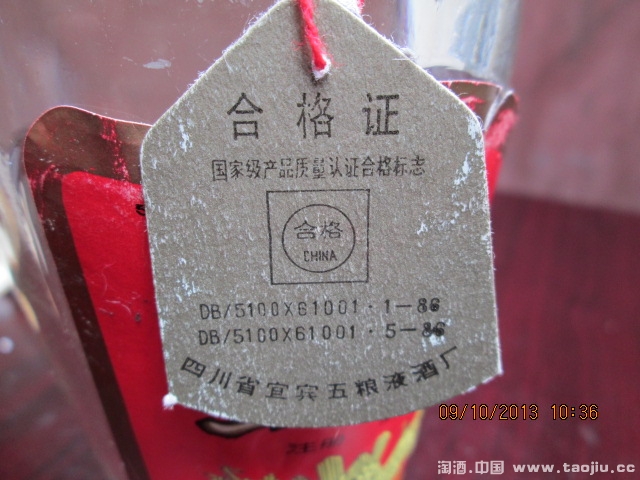 合格证
国家级产品质量认证合格标志
合格
CHINA
DB/5100X61001·1—86
DB/5100X61001·5—86
四川省宜宾五粮液酒厂
09/10/2013 10:36
淘酒.中国 www.taojiu.cc